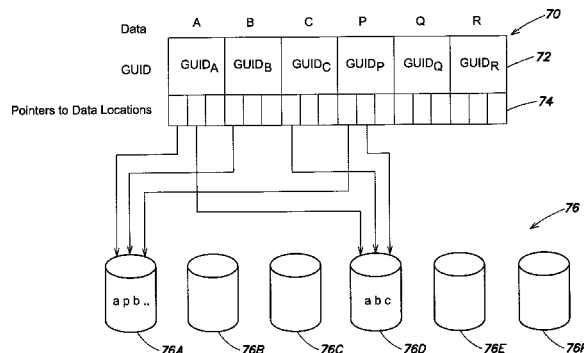 Data A B C P Q R 70
GUID GUIDA GUIDB GUIDC GUIDP GUIDQ GUIDR 72
Pointers to Data Locations 74
76
a p b .. a b c
76A 76B 76C 76D 76E 76F